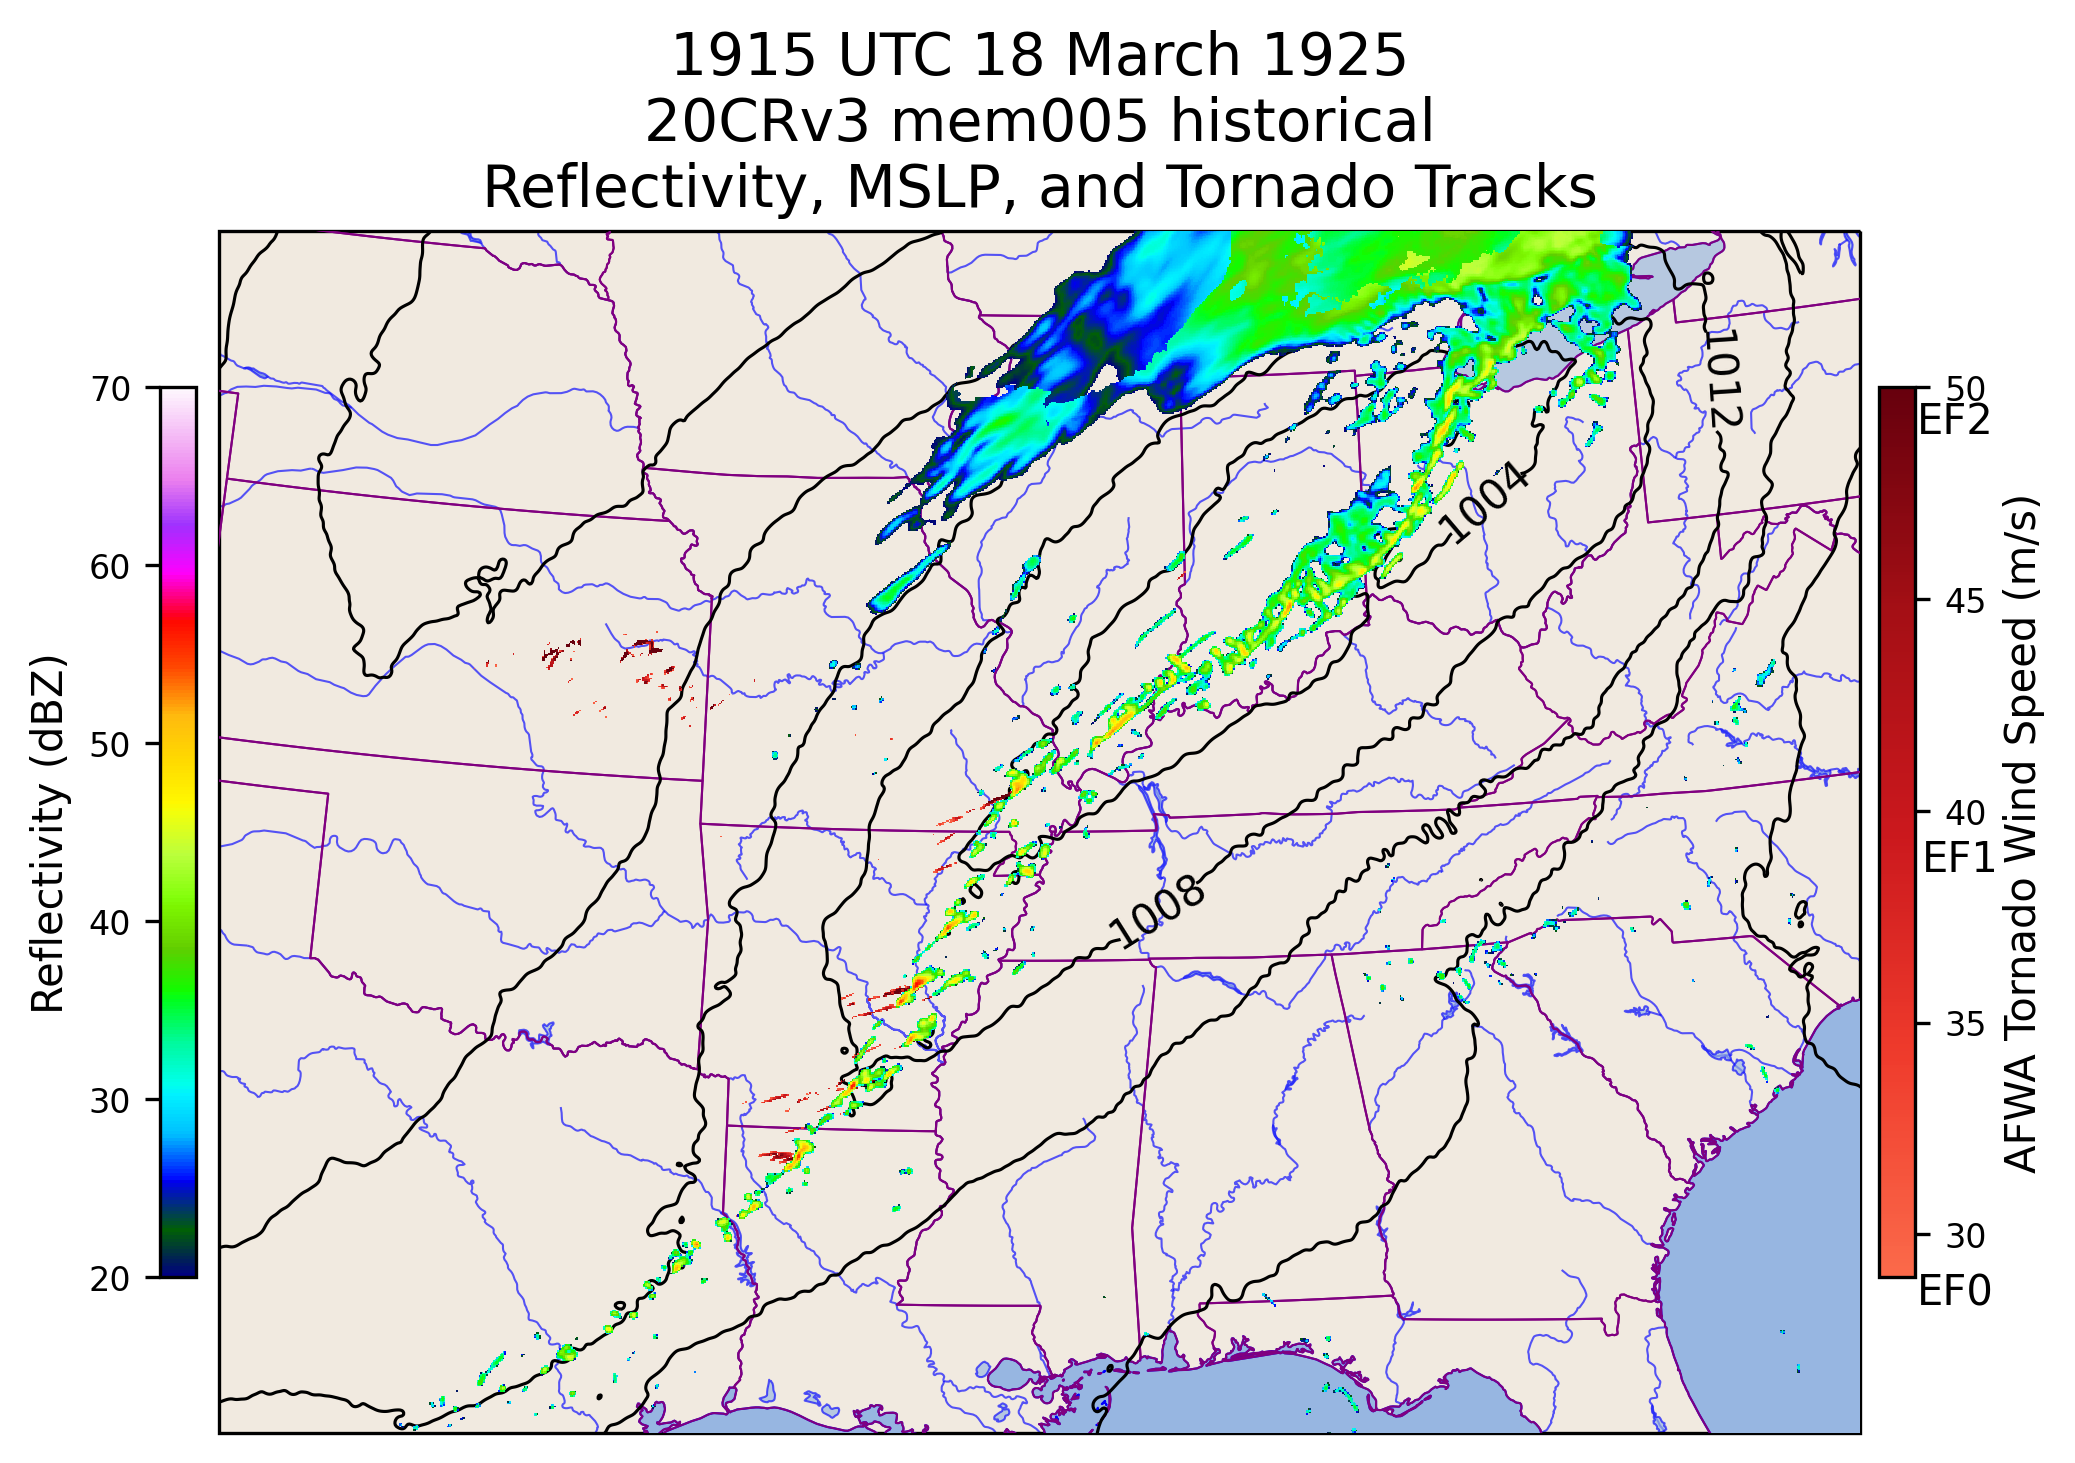 1915 UTC 18 March 1925
20CRv3 mem005 historical
Reflectivity, MSLP, and Tornado Tracks
Reflectivity (dBZ)
70
60
50
40
30
20
1012
1004
1008
50
EF2
45
40
EF1
35
30
EF0
AFWA Tornado Wind Speed (m/s)